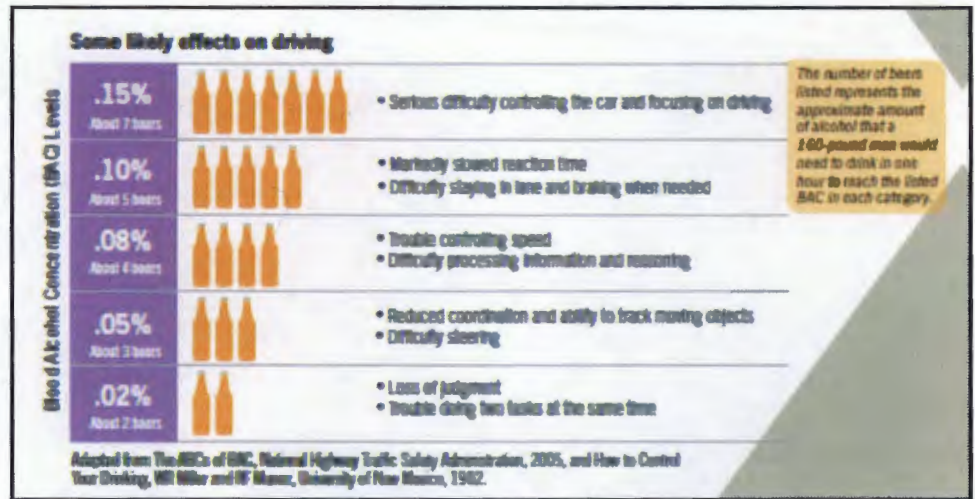 Some likely effects on driving
Blood Alcohol Concentration (BAC) Levels
.15%
About 7 beers
• Serious difficulty controlling the car and focusing on driving
.10%
About 5 beers
• Markedly slowed reaction time
• Difficulty staying in lane and braking when needed
.08%
About 4 beers
• Trouble controlling speed
• Difficulty processing information and reasoning
.05%
About 3 beers
• Reduced coordination and ability to track moving objects
• Difficulty steering
.02%
About 2 beers
• Loss of judgment
• Trouble doing two tasks at the same time
The number of beers
listed represents the
approximate amount
of alcohol that a
160-pound man would
need to drink in one
hour to reach the listed
BAC in each category.
Adapted from The ABCs of BAC, National Highway Traffic Safety Administration, 2005, and How to Control
Your Drinking, Miller and University of New Mexico, 1982.